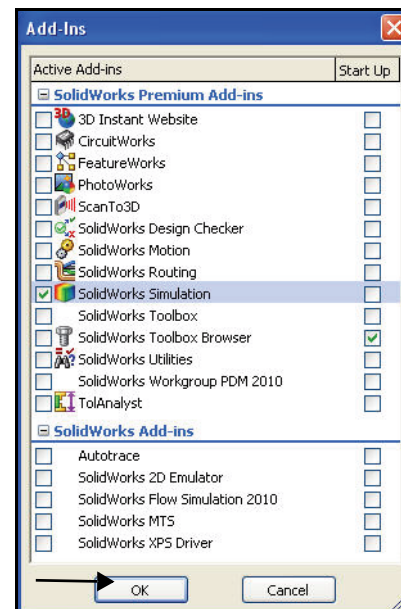 Add-Ins
Active Add-ins Start Up
SolidWorks Premium Add-ins
3D Instant Website
CircuitWorks
FeatureWorks
PhotoWorks
ScanTo3D
SolidWorks Design Checker
SolidWorks Motion
SolidWorks Routing
SolidWorks Simulation
SolidWorks Toolbox
SolidWorks Toolbox Browser
SolidWorks Utilities
SolidWorks Workgroup PDM 2010
TolAnalyst
SolidWorks Add-ins
Autotrace
SolidWorks 2D Emulator
SolidWorks Flow Simulation 2010
SolidWorks MTS
SolidWorks XPS Driver
OK Cancel